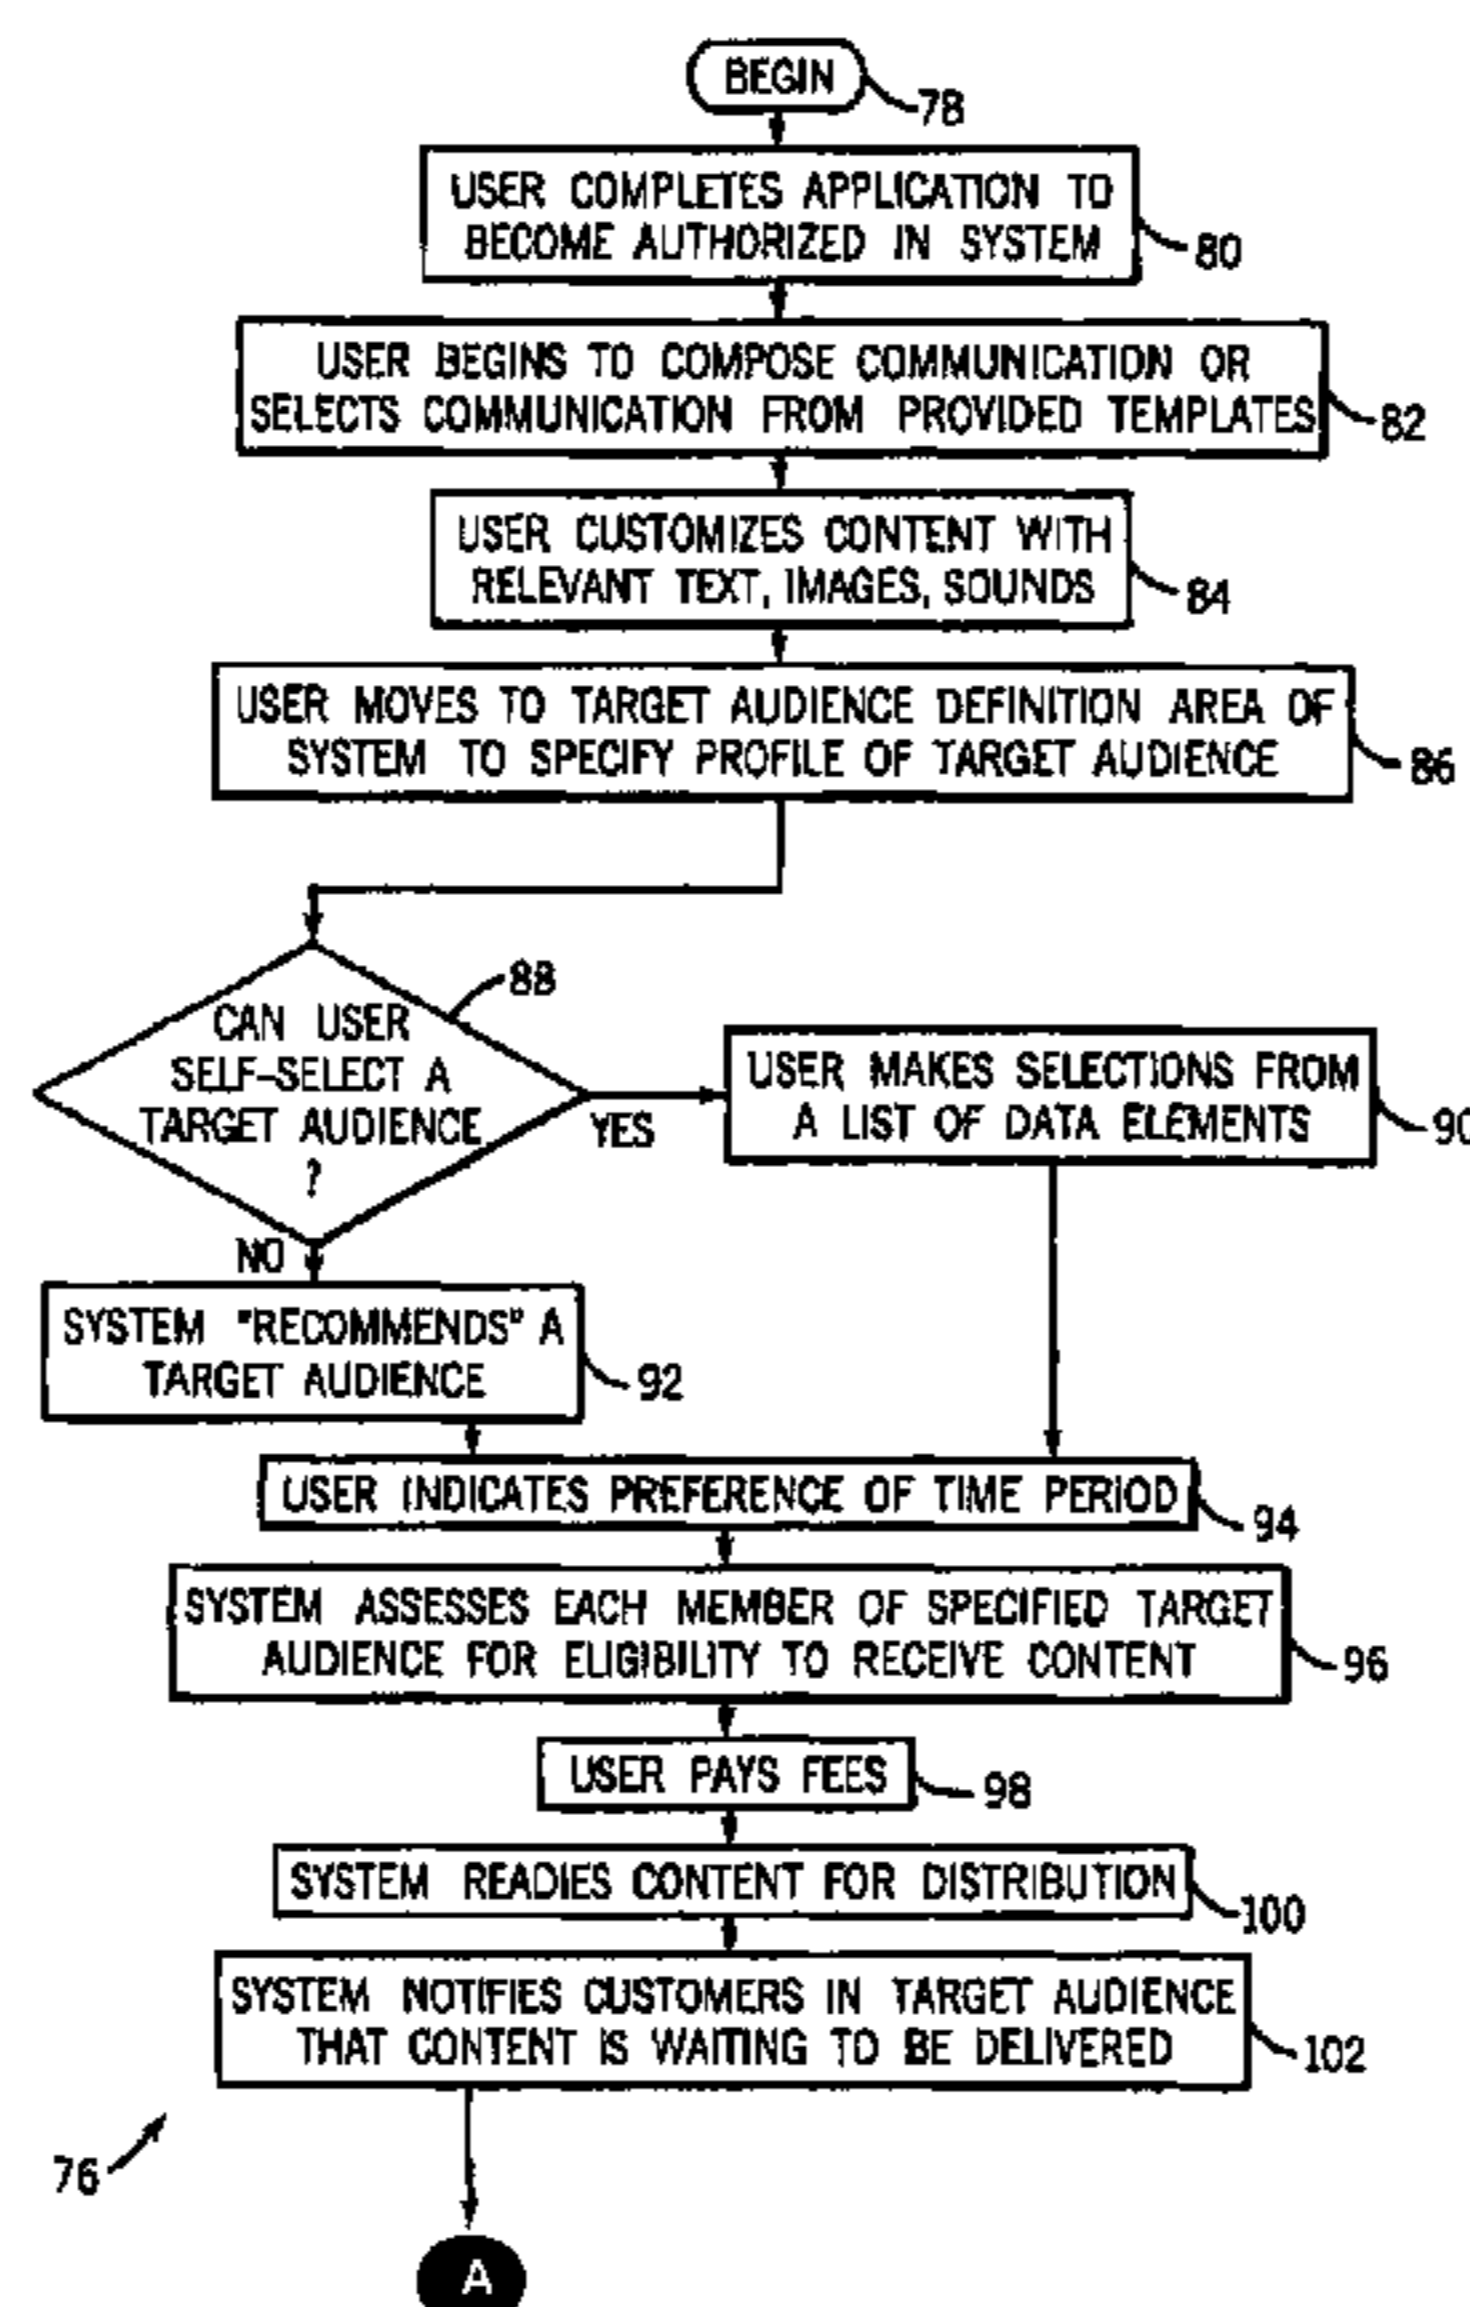 BEGIN
78
USER COMPLETES APPLICATION TO
BECOME AUTHORIZED IN SYSTEM
80
USER BEGINS TO COMPOSE COMMUNICATION OR
SELECTS COMMUNICATION FROM PROVIDED TEMPLATES
82
USER CUSTOMIZES CONTENT WITH
RELEVANT TEXT, IMAGES, SOUNDS
84
USER MOVES TO TARGET AUDIENCE DEFINITION AREA OF
SYSTEM TO SPECIFY PROFILE OF TARGET AUDIENCE
86
88
CAN USER
SELF-SELECT A
TARGET AUDIENCE
?
YES
NO
USER MAKES SELECTIONS FROM
A LIST OF DATA ELEMENTS
90
SYSTEM "RECOMMENDS" A
TARGET AUDIENCE
92
USER INDICATES PREFERENCE OF TIME PERIOD
94
SYSTEM ASSESSES EACH MEMBER OF SPECIFIED TARGET
AUDIENCE FOR ELIGIBILITY TO RECEIVE CONTENT
96
USER PAYS FEES
98
SYSTEM READIES CONTENT FOR DISTRIBUTION
100
SYSTEM NOTIFIES CUSTOMERS IN TARGET AUDIENCE
THAT CONTENT IS WAITING TO BE DELIVERED
102
76
A